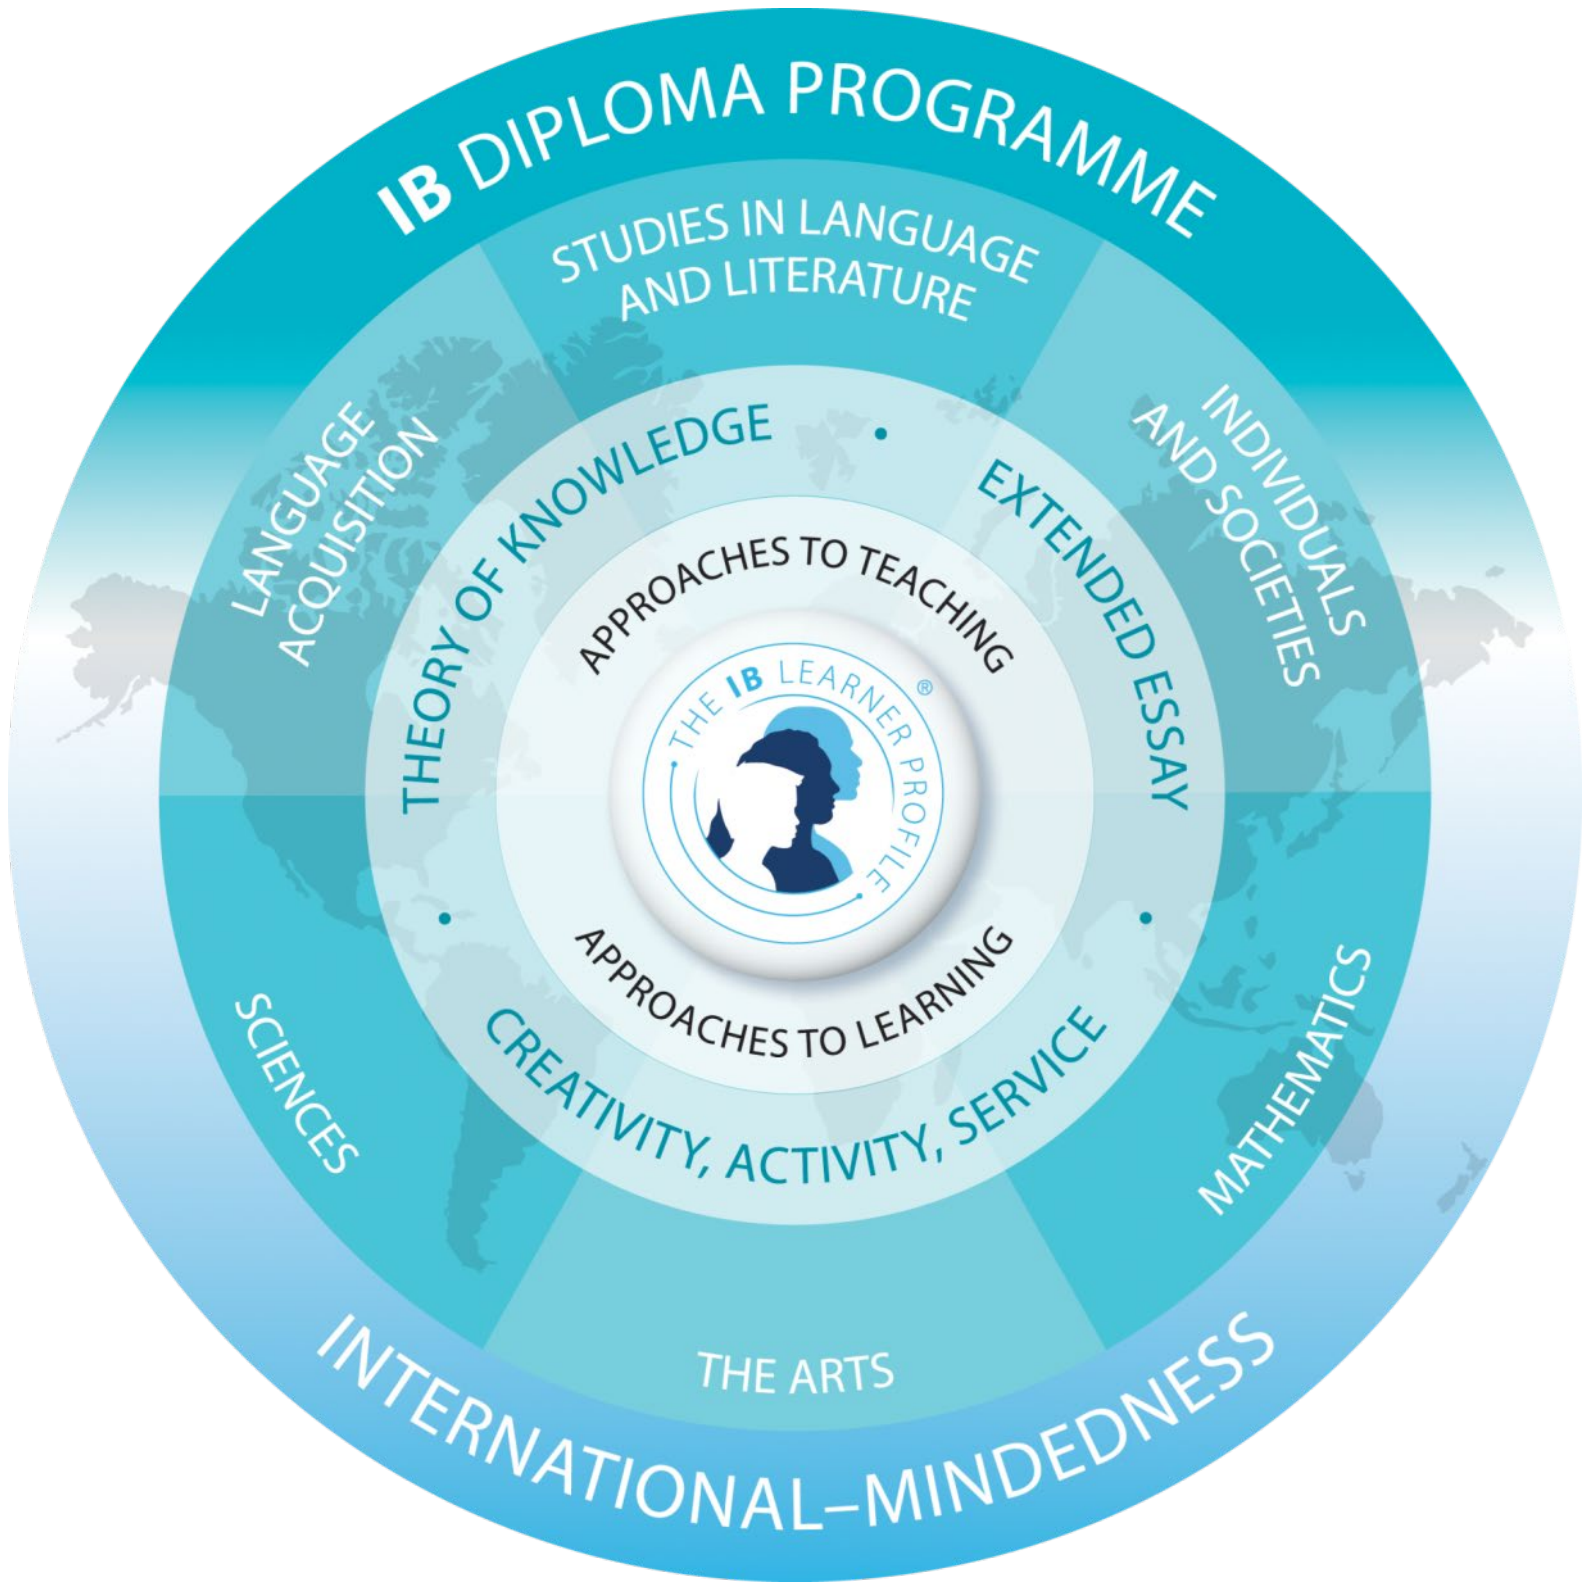 IB DIPLOMA PROGRAMME
STUDIES IN LANGUAGE
AND LITERATURE
LANGUAGE
ACQUISITION
INDIVIDUALS
AND SOCIETIES
THEORY OF KNOWLEDGE
•
EXTENDED ESSAY
APPROACHES TO TEACHING
THE IB LEARNER PROFILE
®
APPROACHES TO LEARNING
•
CREATIVITY, ACTIVITY, SERVICE
•
SCIENCES
MATHEMATICS
THE ARTS
INTERNATIONAL–MINDEDNESS